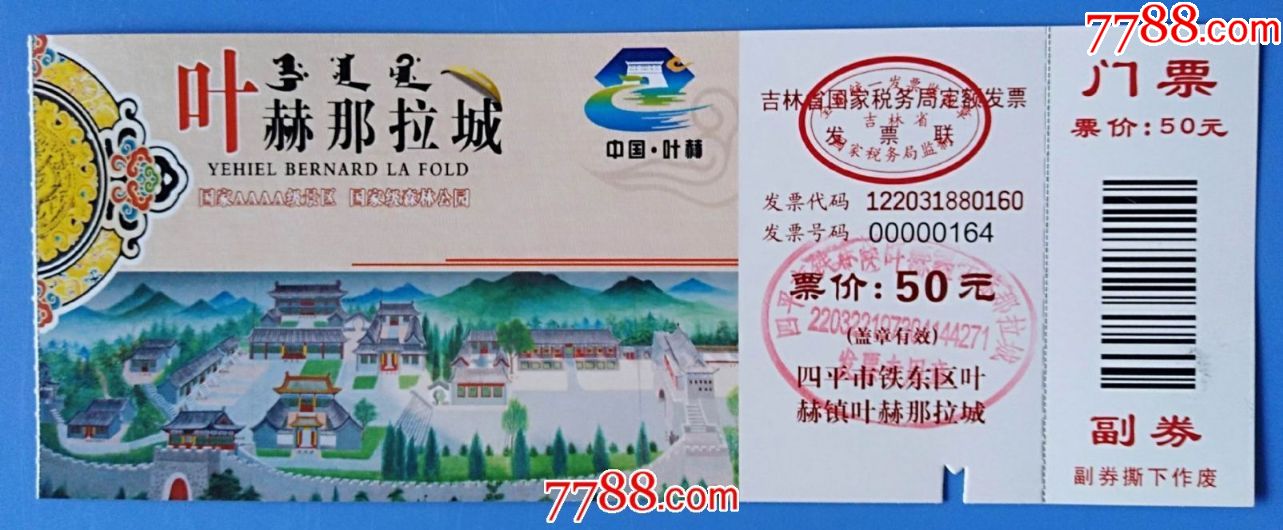 叶赫那拉城
YEHIEL BERNARD LA FOLD
国家AAAA级景区 国家级森林公园
中国·叶赫
吉林省国家税务局定额发票
吉林省
发票联
国家税务局监制
发票代码 122031880160
发票号码 00000164
票价:50元
(盖章有效)
四平市铁东区叶
赫镇叶赫那拉城
7788.com
门票
票价:50元
副券
副券撕下作废
7788.com